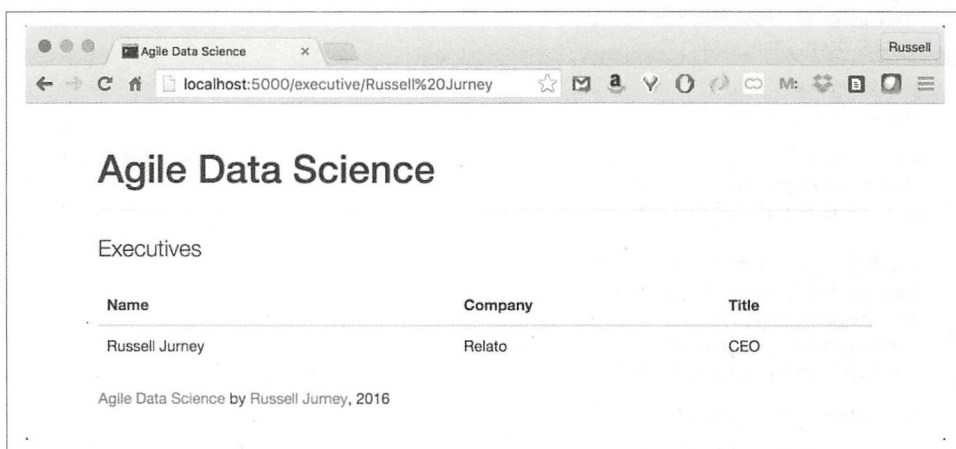 Agile Data Science
Russell
localhost:5000/executive/Russell%20Jurney
a
M:
Agile Data Science
Executives
Name Company Title
Russell Jurney Relato CEO
Agile Data Science by Russell Jurney, 2016